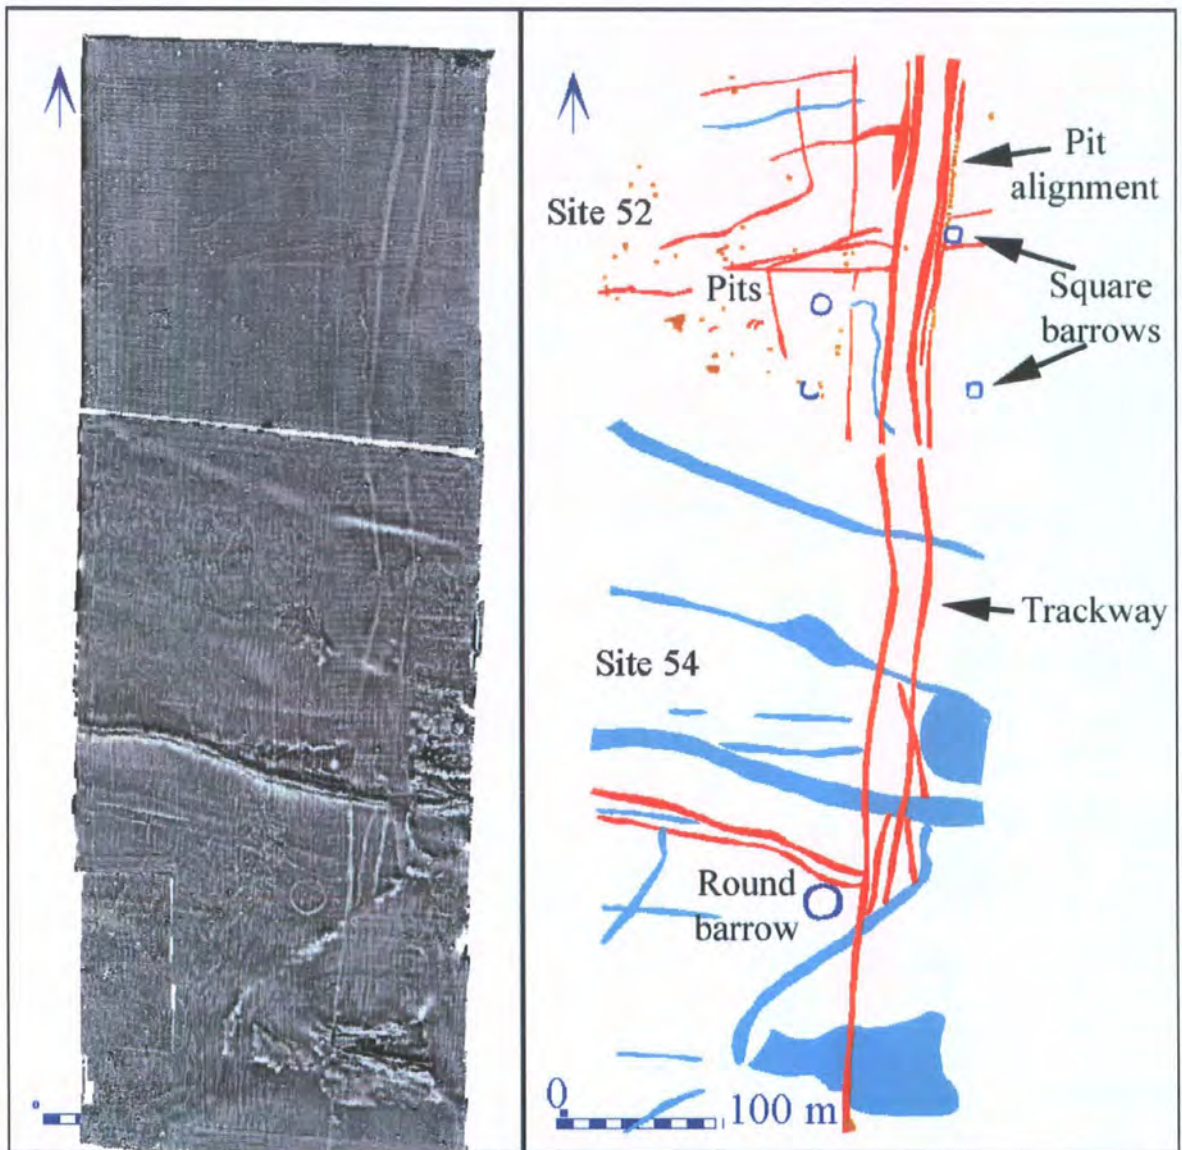 Pit
alignment
Site 52
Square
barrows
Pits
Trackway
Site 54
Round
barrow
0
100 m